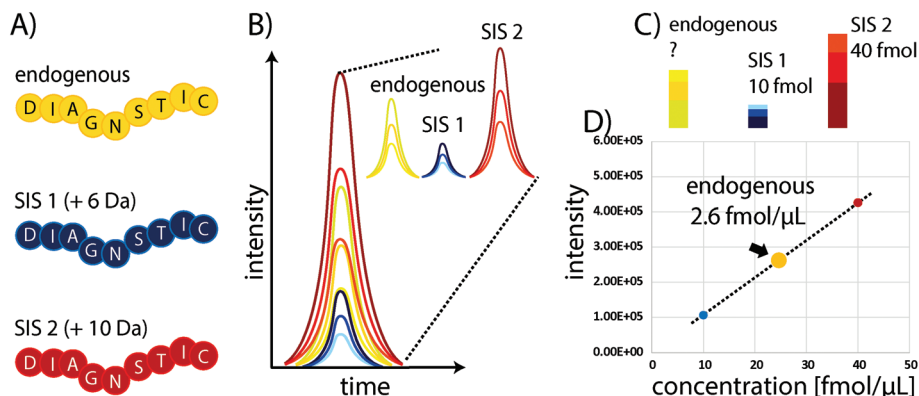 A)
endogenous
D I A G N S T I C
SIS 1 (+ 6 Da)
D I A G N S T I C
SIS 2 (+ 10 Da)
D I A G N S T I C
B)
intensity
time
endogenous
SIS 1
SIS 2
C)
endogenous
?
SIS 1
10 fmol
SIS 2
40 fmol
D)
6.00E+05
5.00E+05
4.00E+05
3.00E+05
2.00E+05
1.00E+05
0.00E+00
intensity
endogenous
2.6 fmol/µL
0 10 20 30 40 50
concentration [fmol/µL]